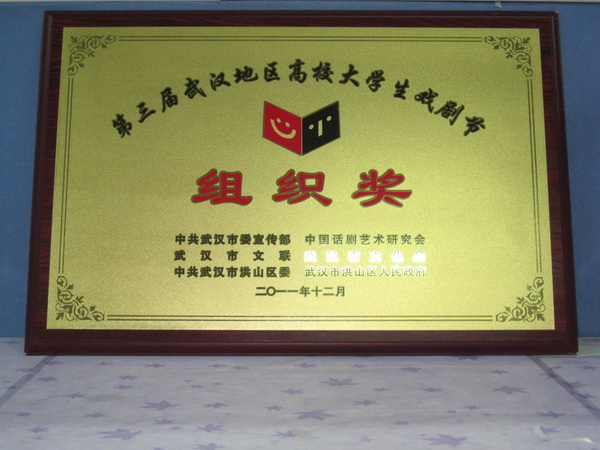 第三届武汉地区高校大学生戏剧节
组织奖
中共武汉市委宣传部 中国话剧艺术研究会
武汉市文联
中共武汉市洪山区委 武汉市洪山区人民政府
二〇一一年十二月